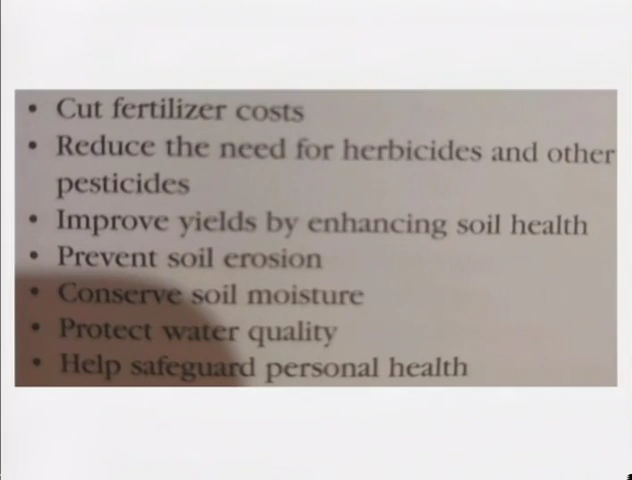 • Cut fertilizer costs
• Reduce the need for herbicides and other
pesticides
• Improve yields by enhancing soil health
• Prevent soil erosion
• Conserve soil moisture
• Protect water quality
• Help safeguard personal health